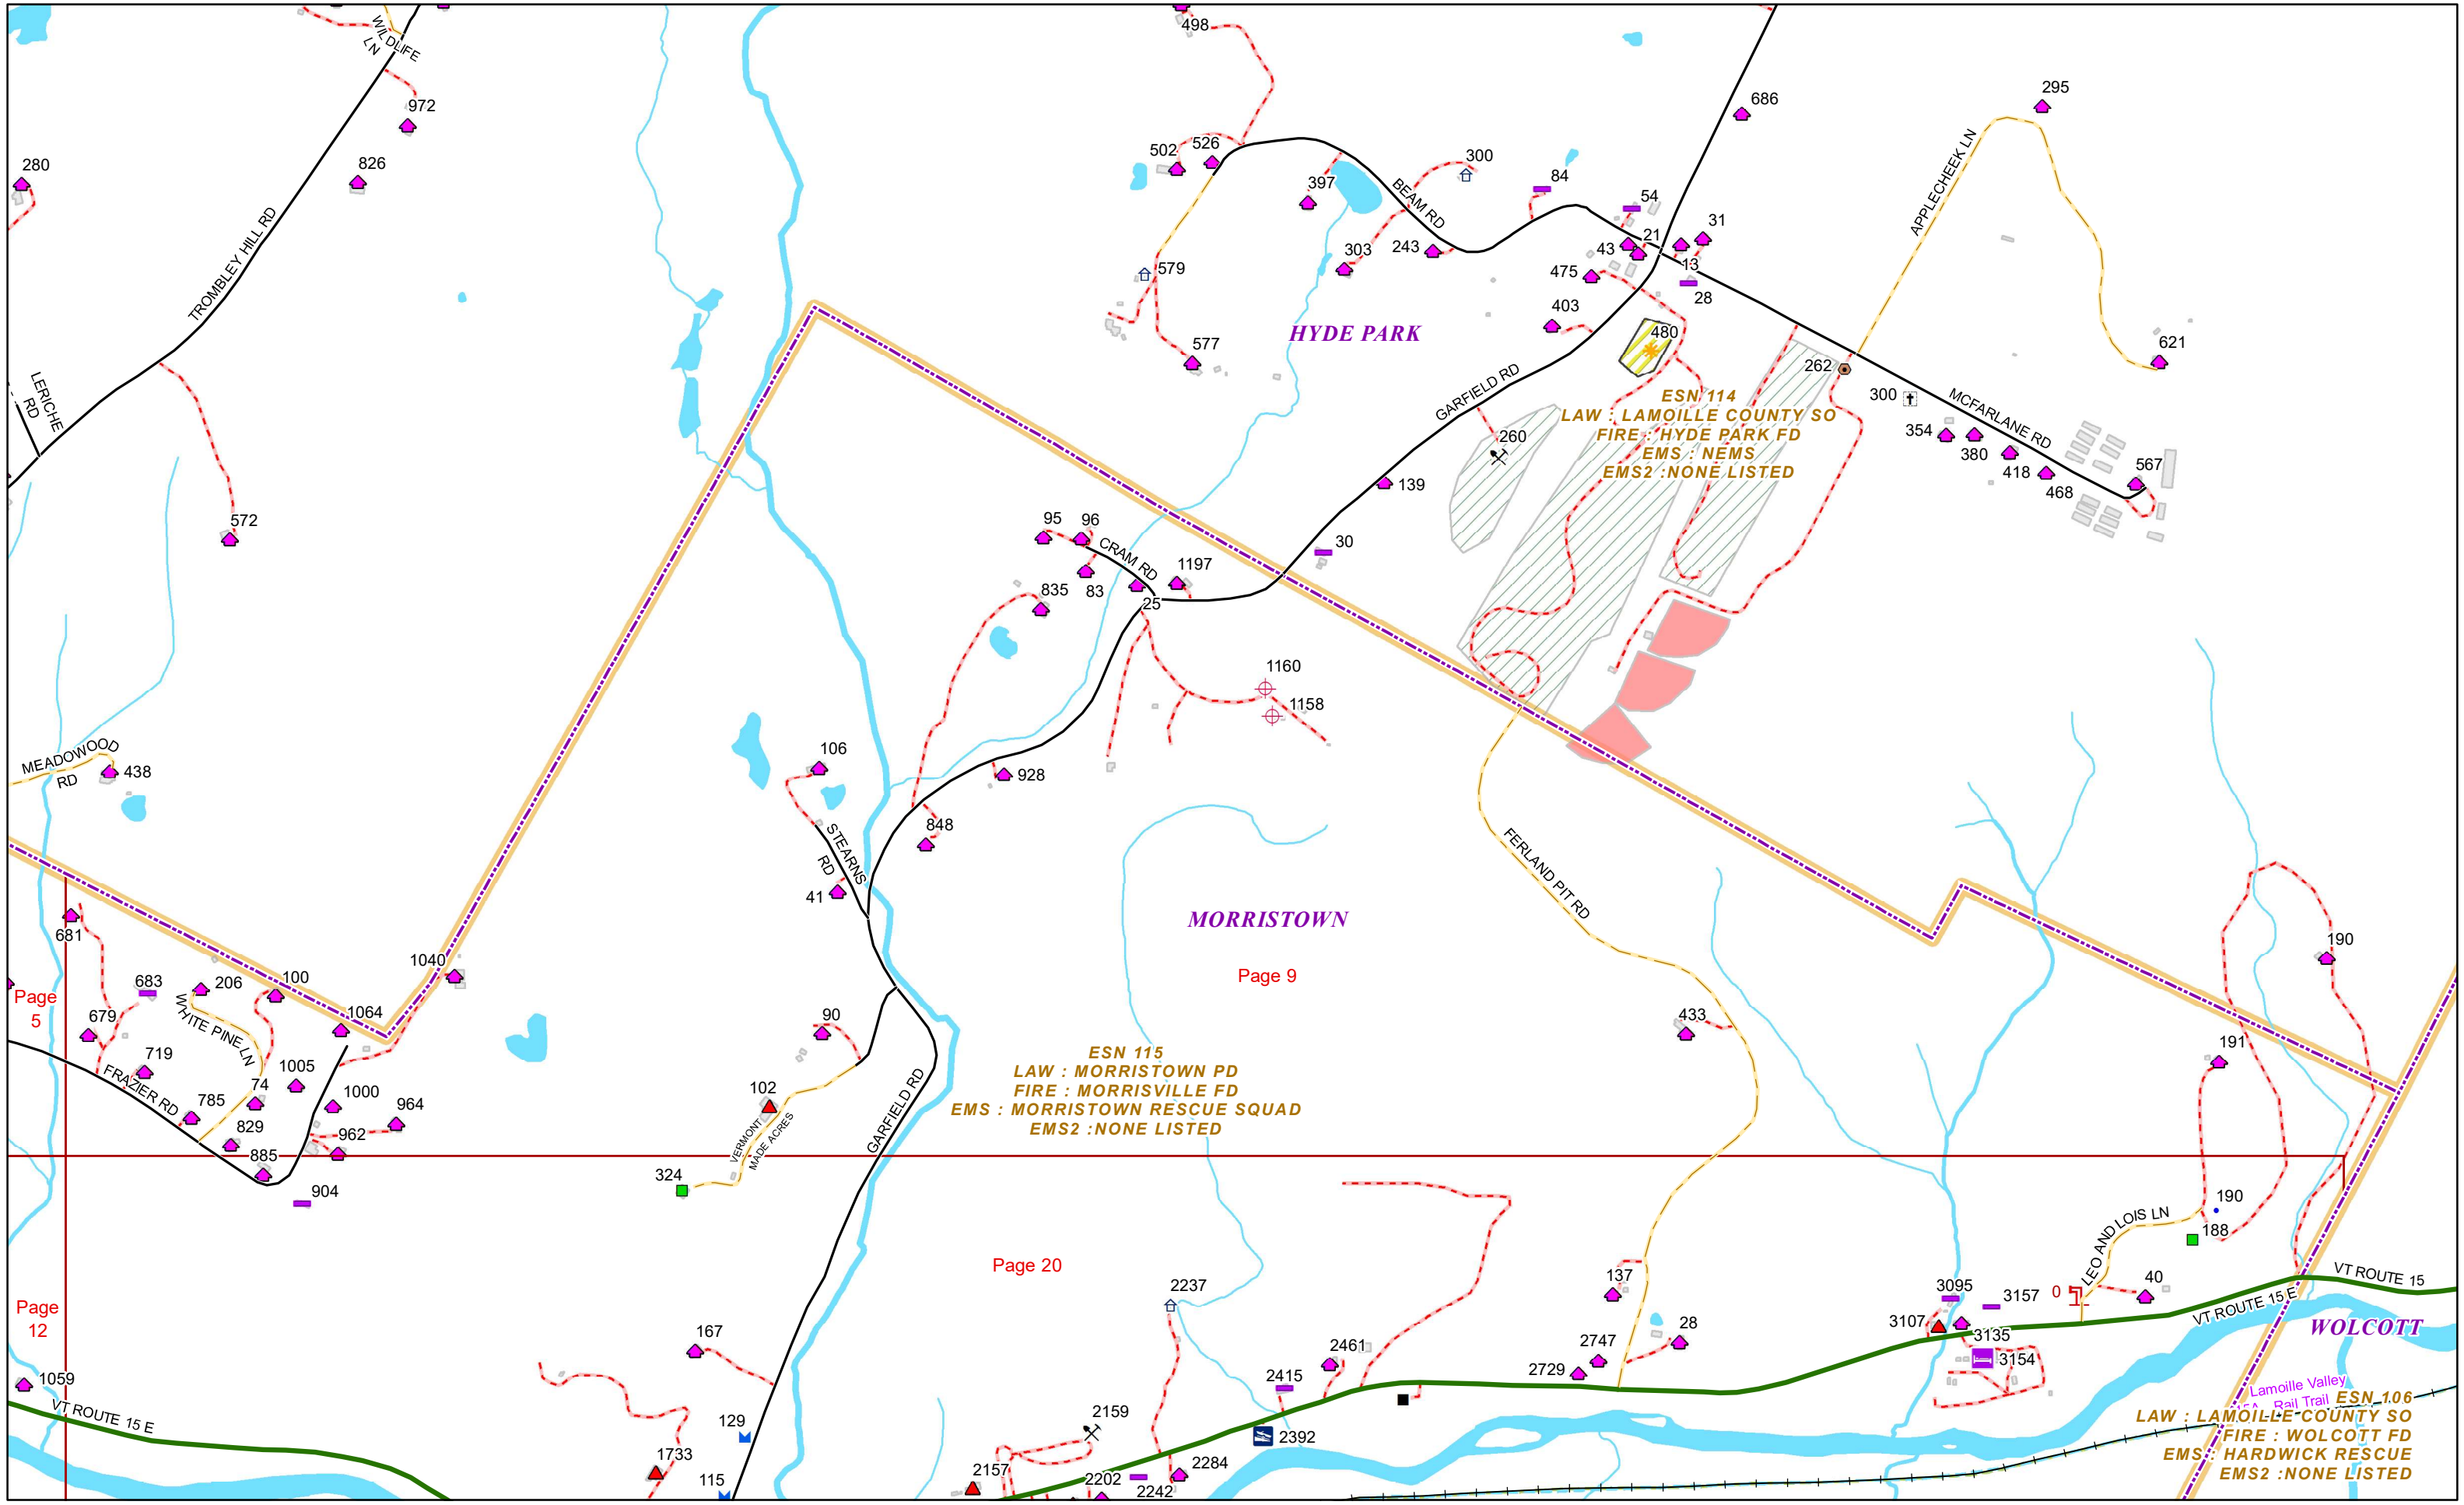 498
WILDLIFE
LN
972
686
295
280
826
502
526
300
397
84
54
31
BEAM RD
APPLECHEEK LN
TROMBLEY HILL RD
303
243
43
21
475
13
28
579
403
HYDE PARK
480
577
262
621
LERICHE
RD
GARFIELD RD
ESN 114
LAW : LAMOILLE COUNTY SO
FIRE : HYDE PARK FD
EMS : NEMS
EMS2 :NONE LISTED
260
300
MCFARLANE RD
354
380
418
468
567
139
572
95
96
CRAM RD
30
1197
835
83
25
1160
1158
MEADOWOOD
RD
438
106
928
848
STEARNS
RD
41
FERLAND PIT RD
MORRISTOWN
Page 9
681
1040
190
683
206
100
Page
5
WHITE PINE LN
679
1064
90
433
191
719
1005
74
FRAZIER RD
785
1000
964
829
962
885
904
102
VERMONT
MADE ACRES
324
GARFIELD RD
ESN 115
LAW : MORRISTOWN PD
FIRE : MORRISVILLE FD
EMS : MORRISTOWN RESCUE SQUAD
EMS2 :NONE LISTED
190
188
LEO AND LOIS LN
Page 20
137
2237
3095
3157
0
40
VT ROUTE 15
VT ROUTE 15 E
Page
12
167
3107
3135
28
2461
2747
2729
3154
WOLCOTT
1059
2415
VT ROUTE 15 E
129
2159
2392
Lamoille Valley
Rail Trail
ESN 106
LAW : LAMOILLE COUNTY SO
FIRE : WOLCOTT FD
EMS : HARDWICK RESCUE
EMS2 :NONE LISTED
1733
115
2157
2202
2242
2284